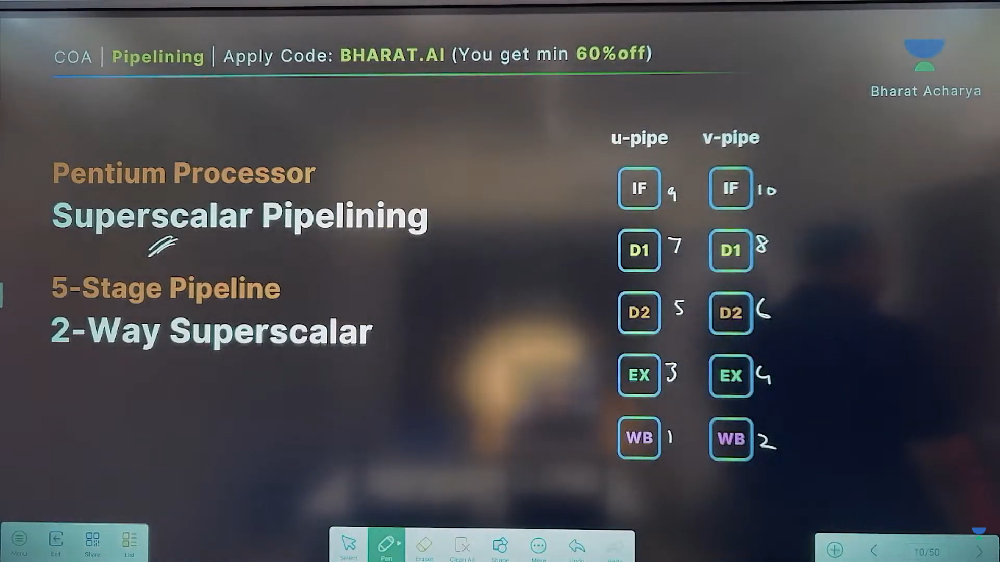 COA | Pipelining | Apply Code: BHARAT.AI (You get min 60%off)
Bharat Acharya
u-pipe v-pipe
Pentium Processor
Superscalar Pipelining
5-Stage Pipeline
2-Way Superscalar
IF 9 IF 10
D1 7 D1 8
D2 5 D2 6
EX 3 EX 4
WB 1 WB 2
Menu Exit Share List
Select Pen Eraser Clean All Shape More Undo Redo
10/50